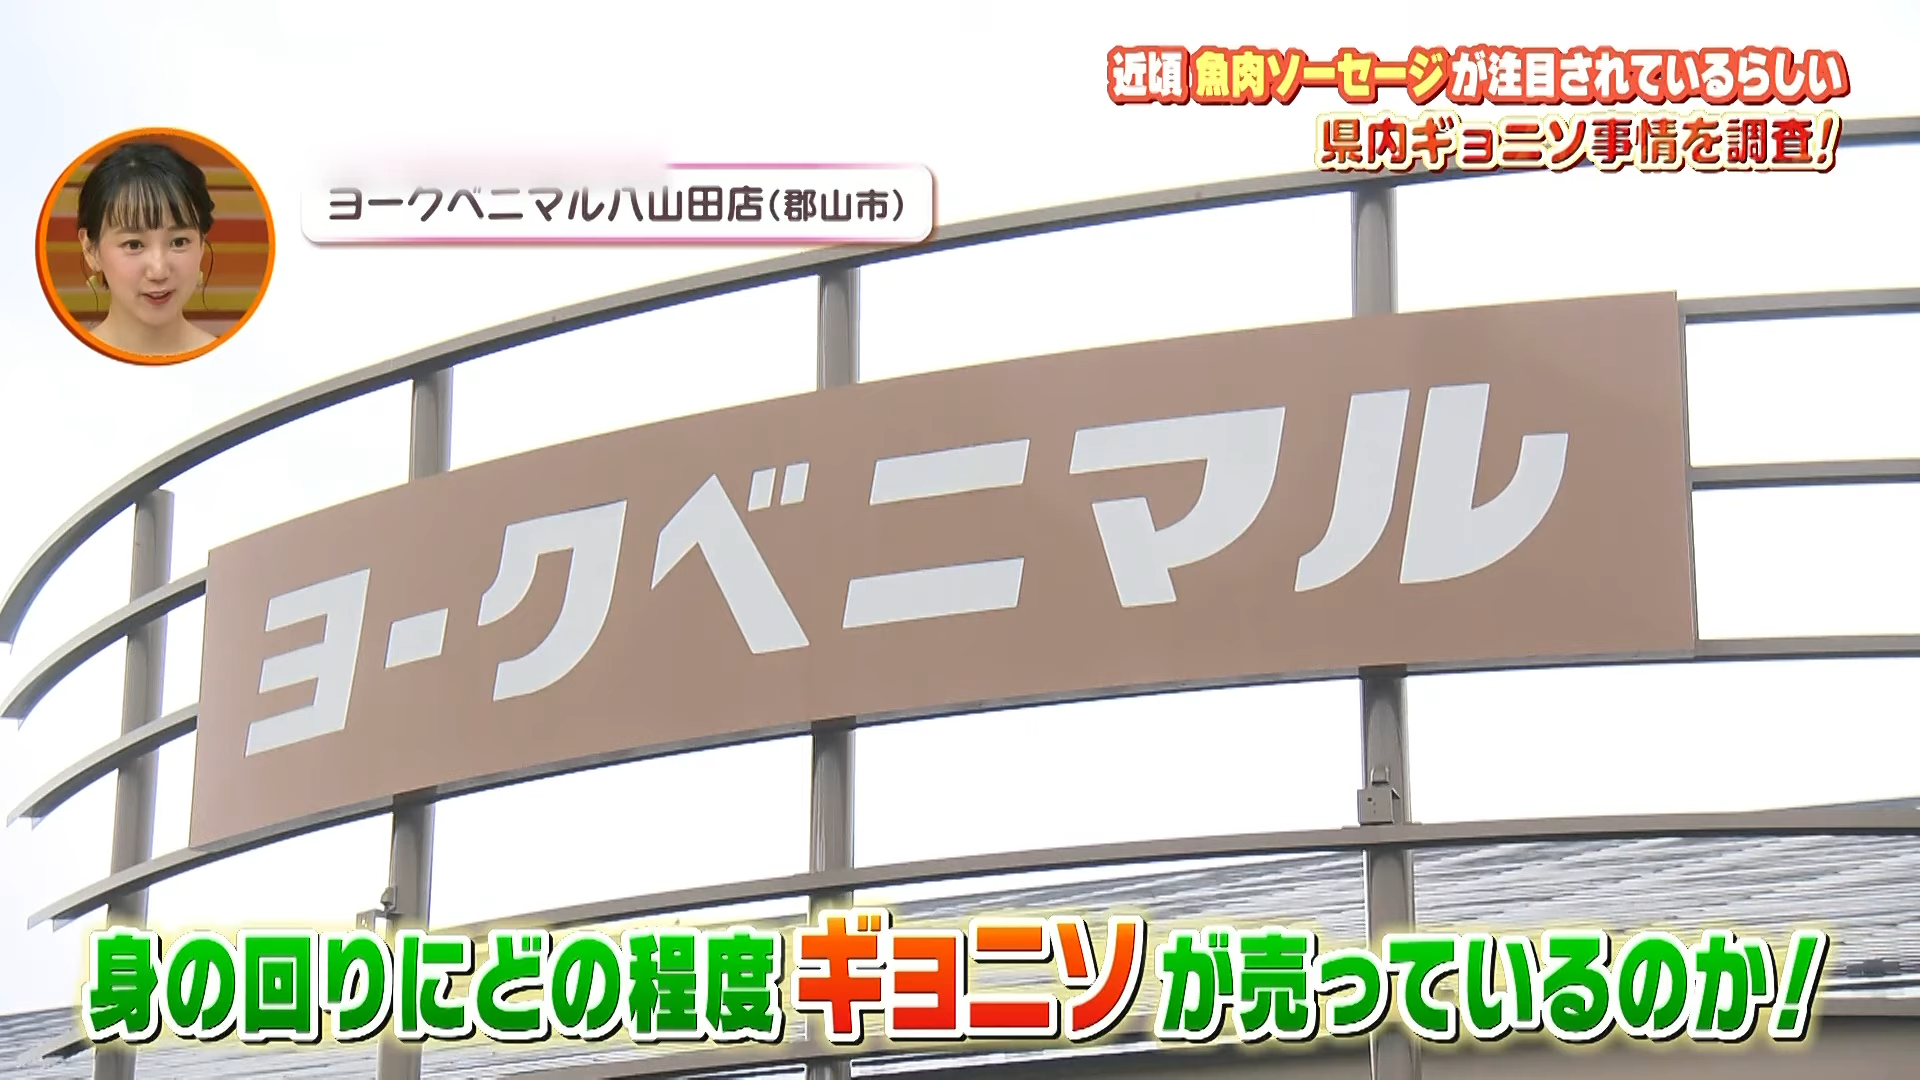 近頃 魚肉ソーセージが注目されているらしい
県内ギョニソ事情を調査!
ヨークベニマル八山田店(郡山市)
ヨークベニマル
身の回りにどの程度ギョニソが売っているのか!